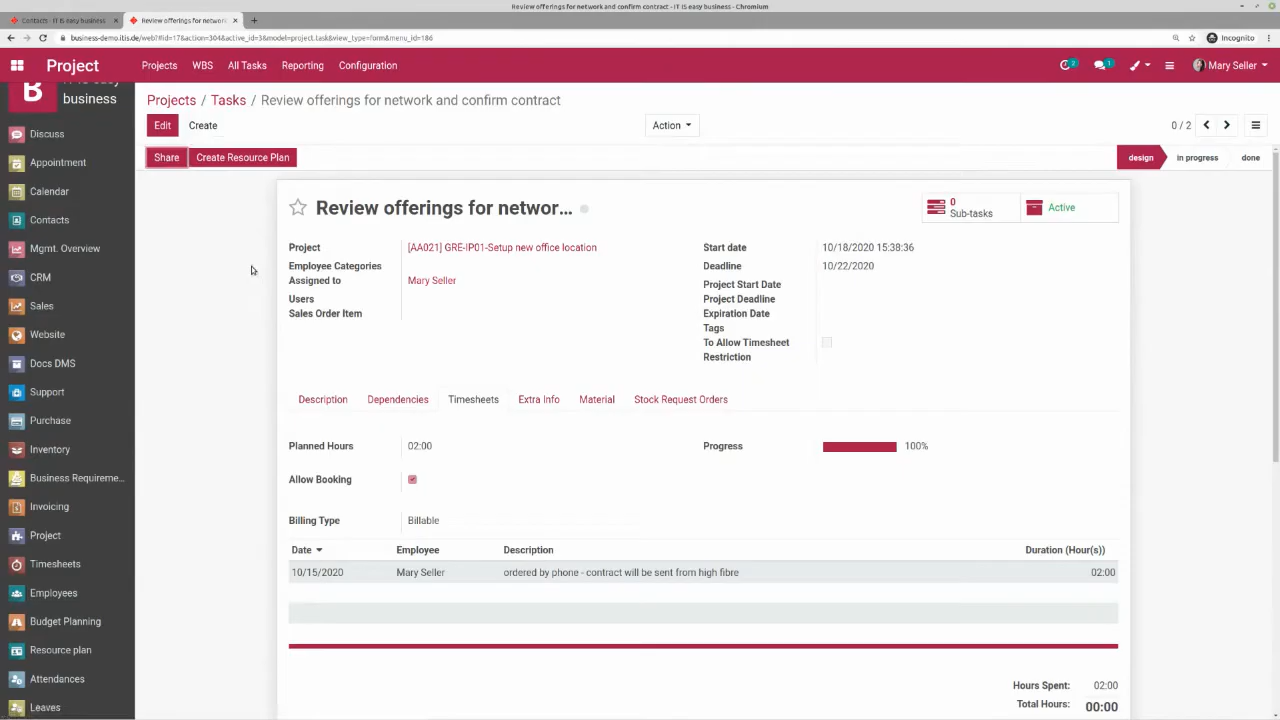 Review offerings for network and confirm contract - IT IS easy business - Chromium
Contacts - IT IS easy business
Review offerings for networ
business-demo.itis.de/web?#id=17&action=304&active_id=3&model=project.task&view_type=form&menu_id=186
Incognito
Project
Projects
WBS
All Tasks
Reporting
Configuration
2
1
Mary Seller
B
IT IS easy
business
Projects / Tasks / Review offerings for network and confirm contract
Edit
Create
Action
0 / 2
Share
Create Resource Plan
design
in progress
done
Discuss
Appointment
Calendar
Contacts
Mgmt. Overview
CRM
Sales
Website
Docs DMS
Support
Purchase
Inventory
Business Requireme...
Invoicing
Project
Timesheets
Employees
Budget Planning
Resource plan
Attendances
Leaves
Review offerings for networ...
0
Sub-tasks
Active
Project
[AA021] GRE-IP01-Setup new office location
Employee Categories
Assigned to
Mary Seller
Users
Sales Order Item
Start date
10/18/2020 15:38:36
Deadline
10/22/2020
Project Start Date
Project Deadline
Expiration Date
Tags
To Allow Timesheet
Restriction
Description
Dependencies
Timesheets
Extra Info
Material
Stock Request Orders
Planned Hours
02:00
Progress
100%
Allow Booking
Billing Type
Billable
Date
Employee
Description
Duration (Hour(s))
10/15/2020
Mary Seller
ordered by phone - contract will be sent from high fibre
02:00
Hours Spent:
02:00
Total Hours:
00:00